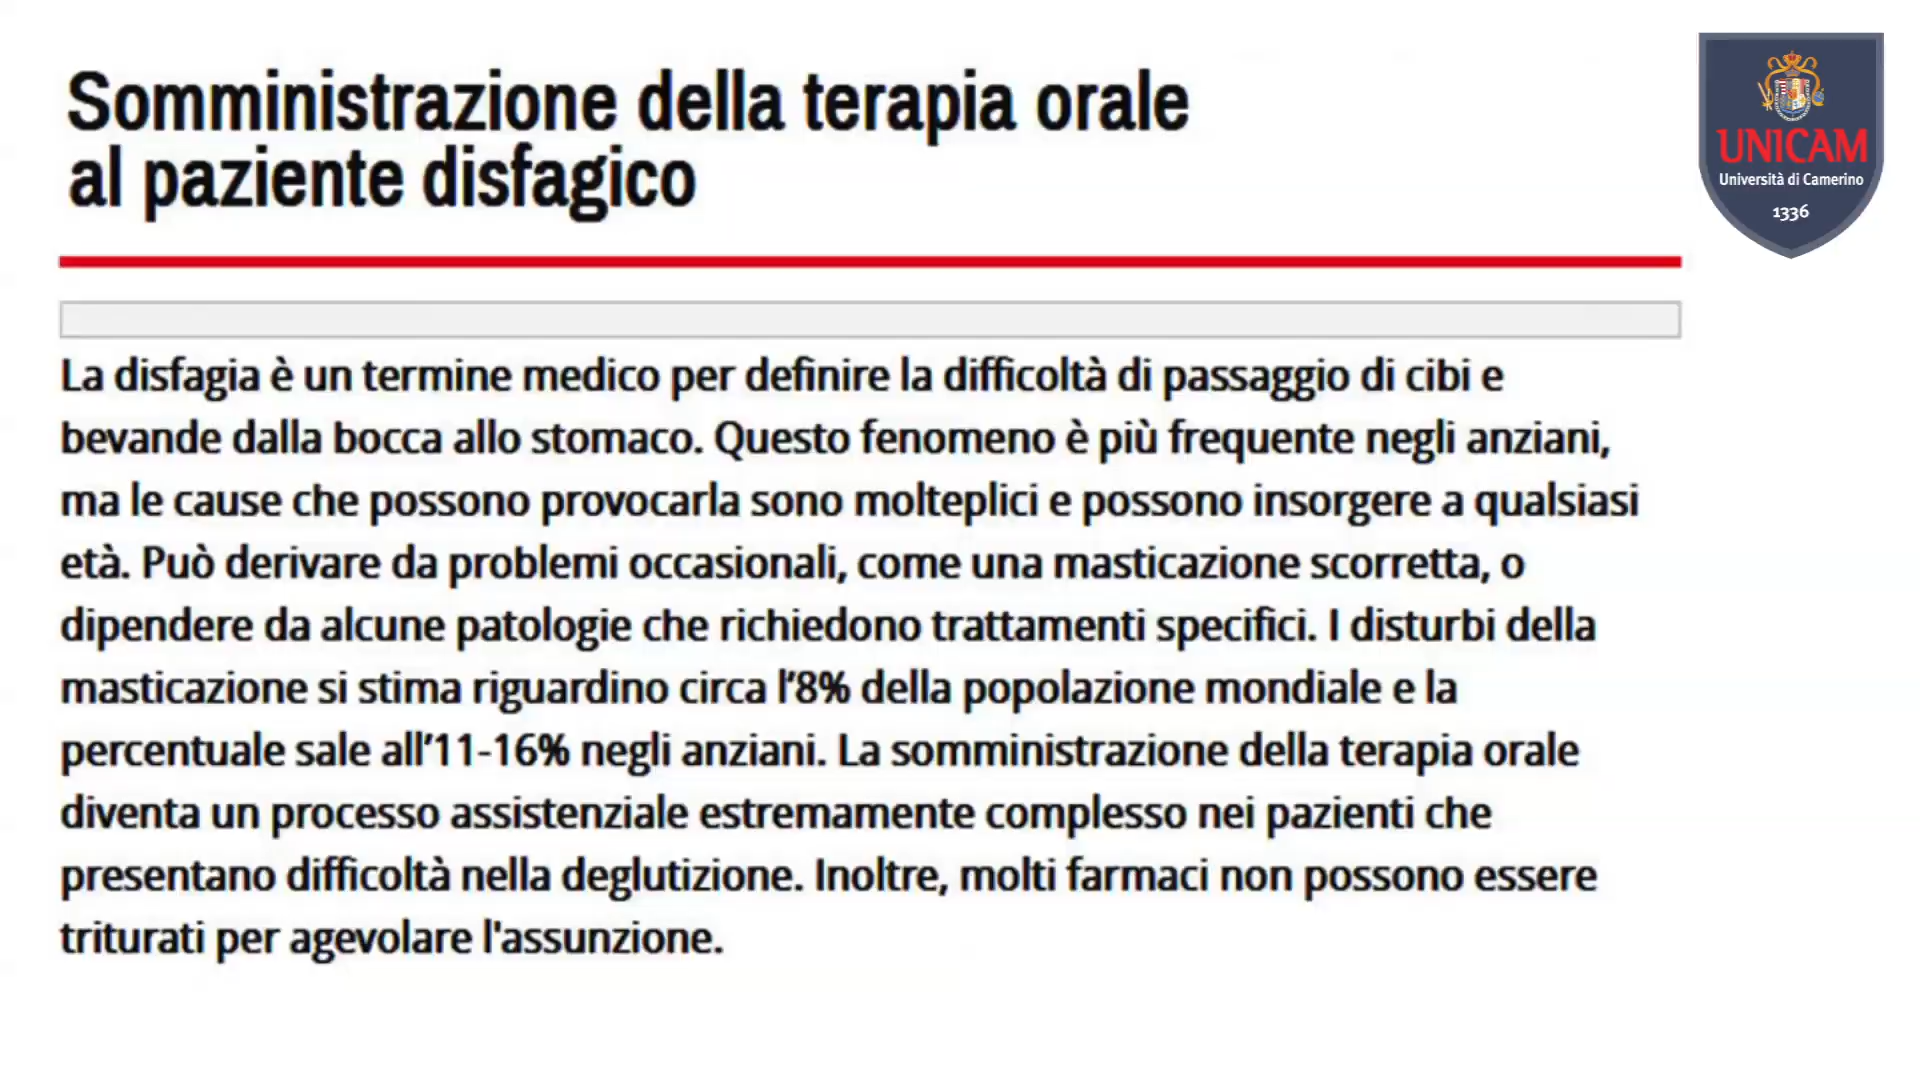 Somministrazione della terapia orale
al paziente disfagico
UNICAM
Università di Camerino
1336
La disfagia è un termine medico per definire la difficoltà di passaggio di cibi e
bevande dalla bocca allo stomaco. Questo fenomeno è più frequente negli anziani,
ma le cause che possono provocarla sono molteplici e possono insorgere a qualsiasi
età. Può derivare da problemi occasionali, come una masticazione scorretta, o
dipendere da alcune patologie che richiedono trattamenti specifici. I disturbi della
masticazione si stima riguardino circa l’8% della popolazione mondiale e la
percentuale sale all’11-16% negli anziani. La somministrazione della terapia orale
diventa un processo assistenziale estremamente complesso nei pazienti che
presentano difficoltà nella deglutizione. Inoltre, molti farmaci non possono essere
triturati per agevolare l'assunzione.